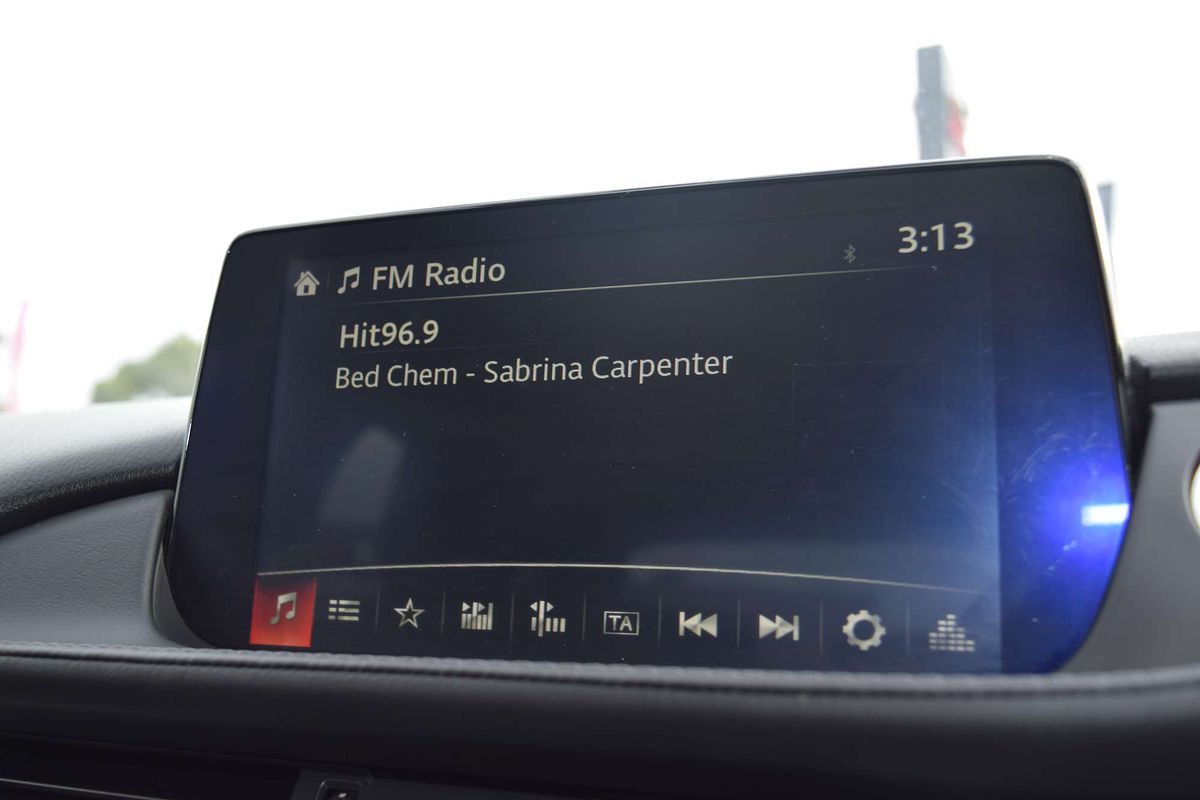 FM Radio
3:13
Hit96.9
Bed Chem - Sabrina Carpenter
TA